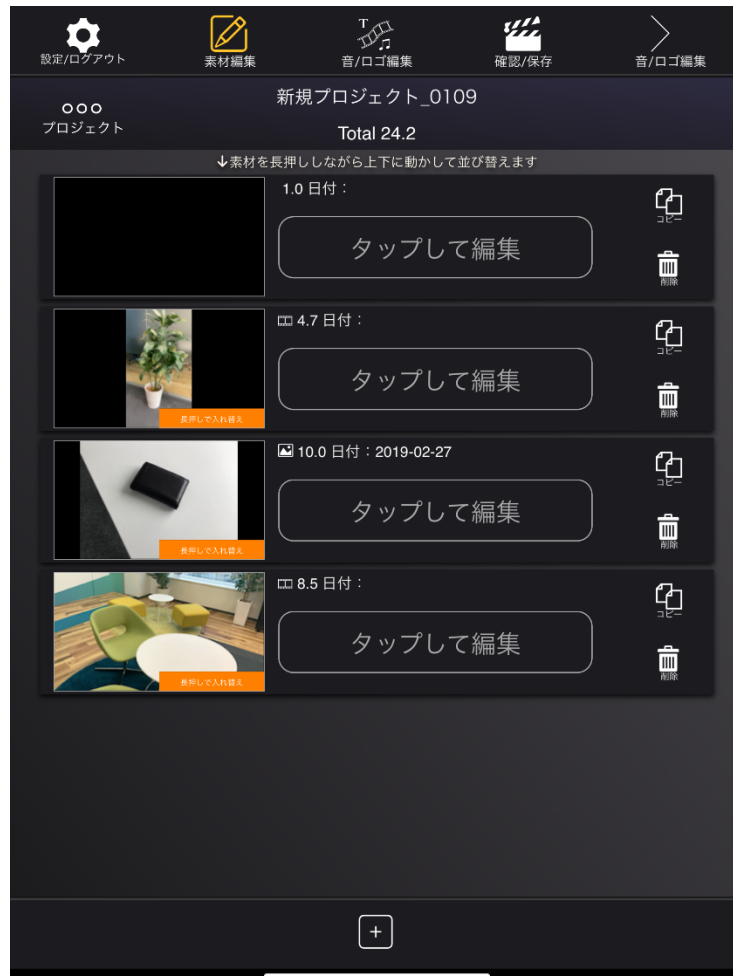 設定/ログアウト
素材編集
T
音/ロゴ編集
確認/保存
音/ロゴ編集
プロジェクト
新規プロジェクト_0109
Total 24.2
↓素材を長押ししながら上下に動かして並び替えます
1.0 日付：
タップして編集
コピー
削除
4.7 日付：
タップして編集
長押しで入れ替え
コピー
削除
10.0 日付：2019-02-27
タップして編集
長押しで入れ替え
コピー
削除
8.5 日付：
タップして編集
長押しで入れ替え
コピー
削除
+